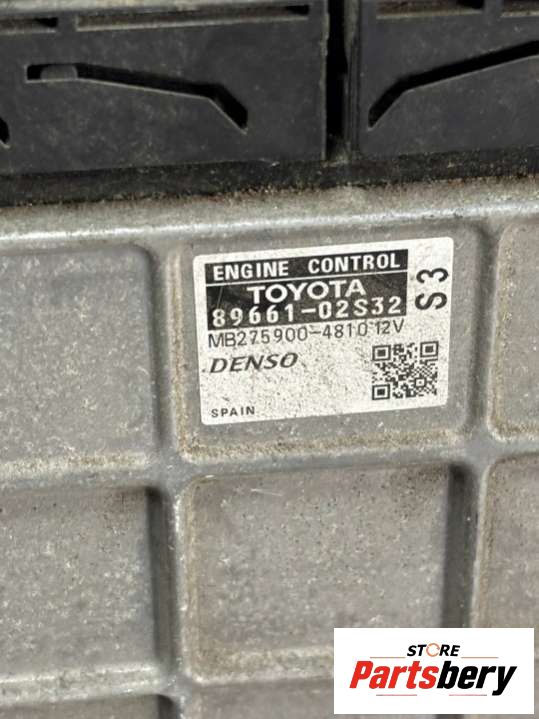 ENGINE CONTROL
TOYOTA
89661-02S32
S3
MB275900-4810 12V
DENSO
SPAIN
STORE
Partsbery